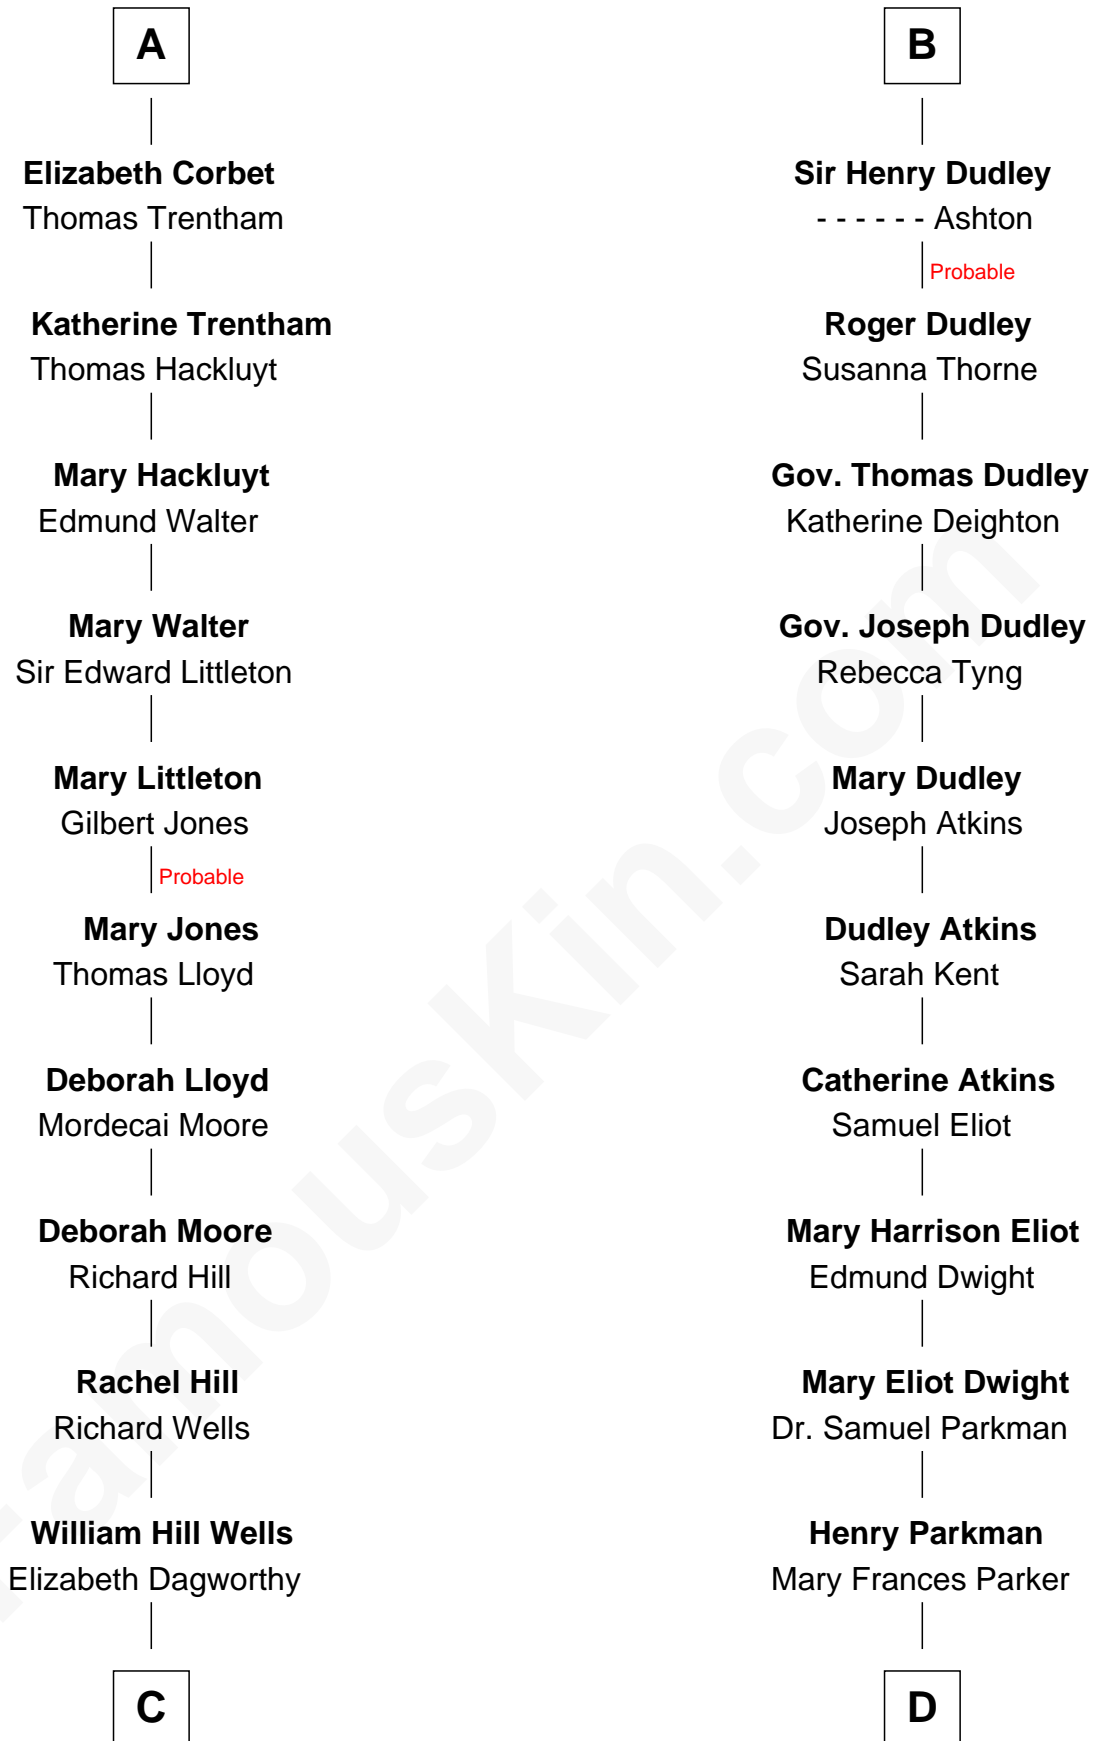 A
Elizabeth Corbet
Thomas Trentham
Katherine Trentham
Thomas Hackluyt
Mary Hackluyt
Edmund Walter
Mary Walter
Sir Edward Littleton
Mary Littleton
Gilbert Jones
Probable
Mary Jones
Thomas Lloyd
Deborah Lloyd
Mordecai Moore
Deborah Moore
Richard Hill
Rachel Hill
Richard Wells
William Hill Wells
Elizabeth Dagworthy
C
B
Sir Henry Dudley
- - - - - - Ashton
Probable
Roger Dudley
Susanna Thorne
Gov. Thomas Dudley
Katherine Deighton
Gov. Joseph Dudley
Rebecca Tyng
Mary Dudley
Joseph Atkins
Dudley Atkins
Sarah Kent
Catherine Atkins
Samuel Eliot
Mary Harrison Eliot
Edmund Dwight
Mary Eliot Dwight
Dr. Samuel Parkman
Henry Parkman
Mary Frances Parker
D
FamousKin.com